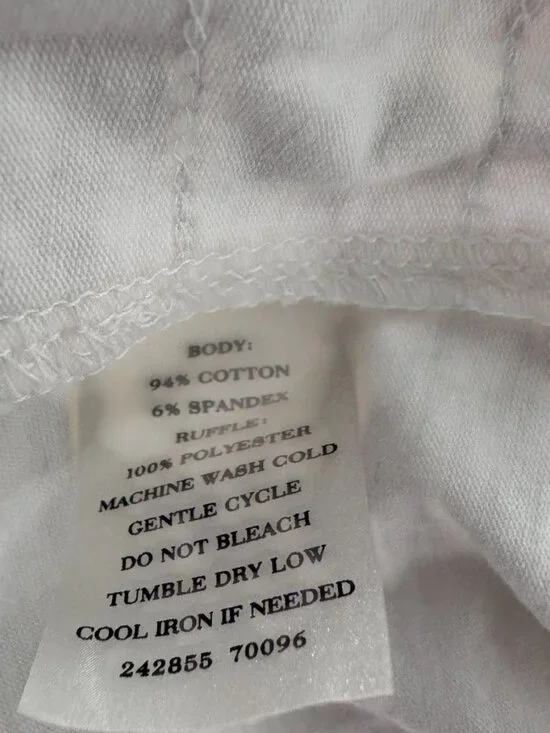 BODY:
94% COTTON
6% SPANDEX
RUFFLE:
100% POLYESTER
MACHINE WASH COLD
GENTLE CYCLE
DO NOT BLEACH
TUMBLE DRY LOW
COOL IRON IF NEEDED
242855 70096